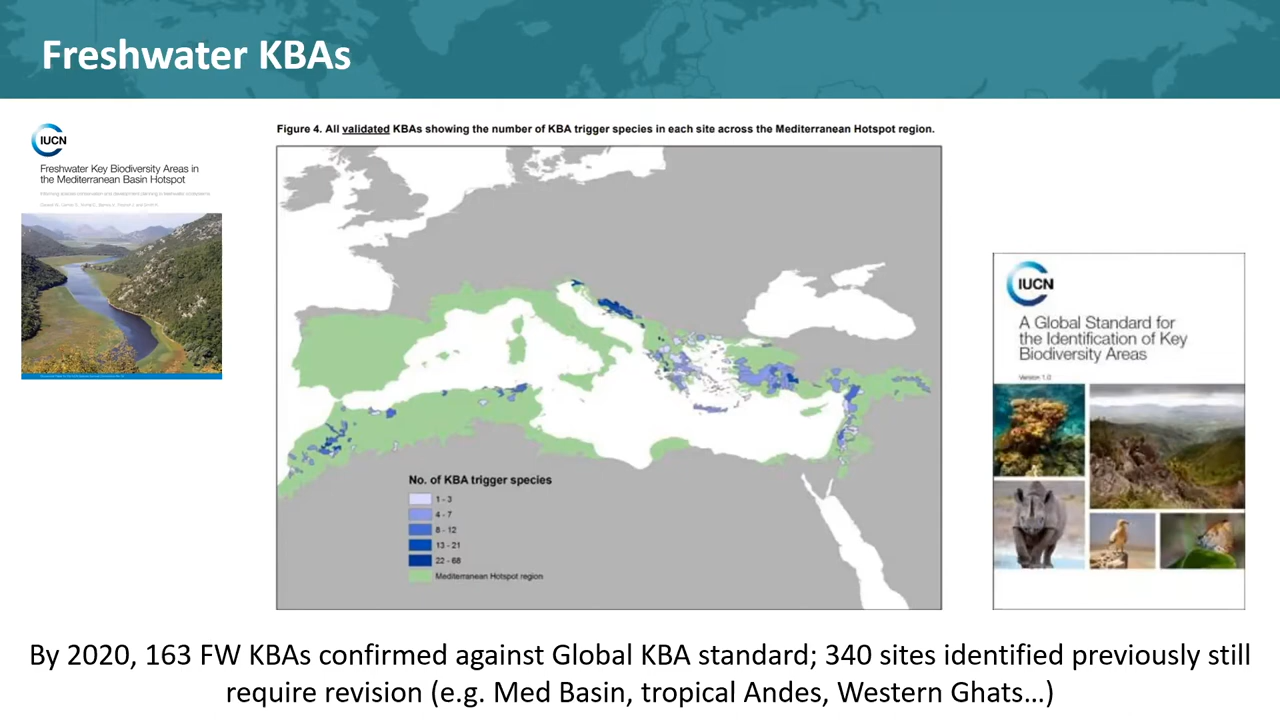 Freshwater KBAs
IUCN
Freshwater Key Biodiversity Areas in
the Mediterranean Basin Hotspot
Figure 4. All validated KBAs showing the number of KBA trigger species in each site across the Mediterranean Hotspot region.
No. of KBA trigger species
1 - 3
4 - 7
8 - 12
13 - 21
22 - 68
Mediterranean Hotspot region
IUCN
A Global Standard for
the Identification of Key
Biodiversity Areas
Version 1.0
By 2020, 163 FW KBAs confirmed against Global KBA standard; 340 sites identified previously still
require revision (e.g. Med Basin, tropical Andes, Western Ghats...)